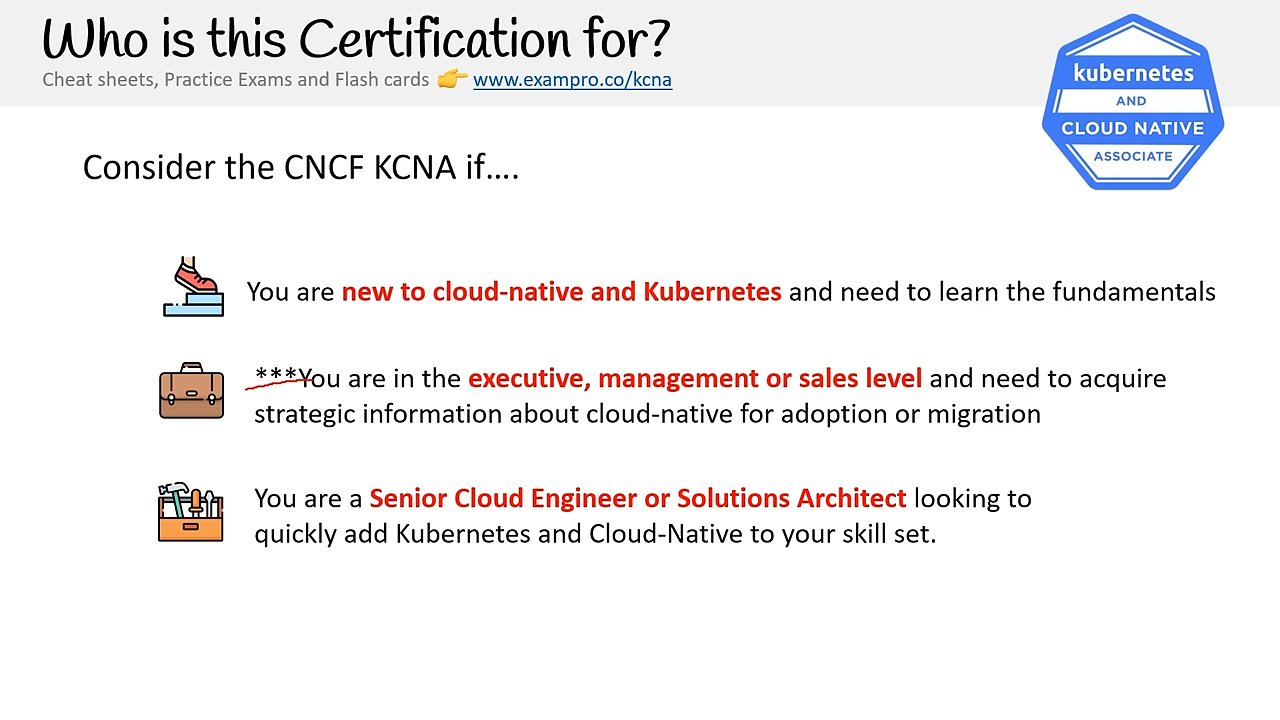 Who is this Certification for?
Cheat sheets, Practice Exams and Flash cards 👉 www.exampro.co/kcna
kubernetes
AND
CLOUD NATIVE
ASSOCIATE
Consider the CNCF KCNA if....
You are new to cloud-native and Kubernetes and need to learn the fundamentals
***You are in the executive, management or sales level and need to acquire
strategic information about cloud-native for adoption or migration
You are a Senior Cloud Engineer or Solutions Architect looking to
quickly add Kubernetes and Cloud-Native to your skill set.